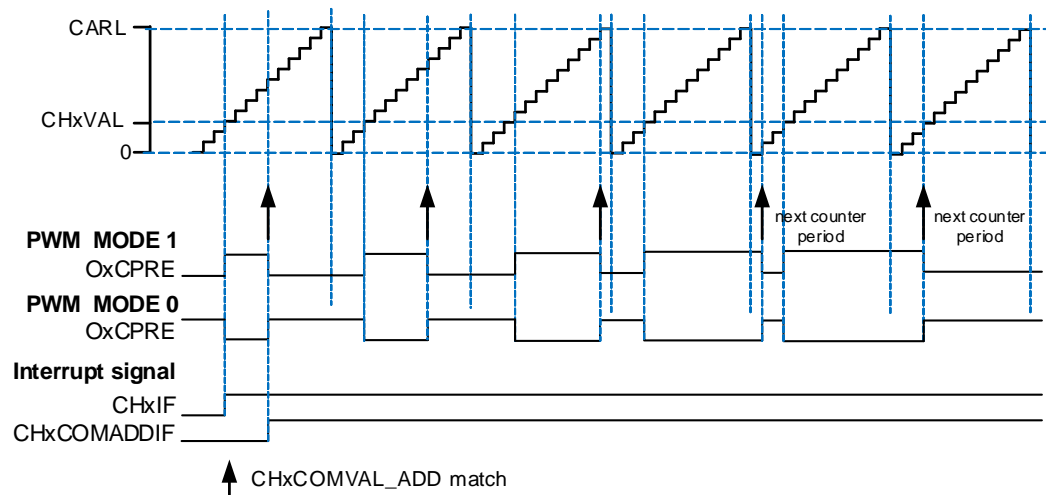 CARL
CHxVAL
0
next counter
period
next counter
period
PWM MODE 1
OxCPRE
PWM MODE 0
OxCPRE
Interrupt signal
CHxIF
CHxCOMADDIF
CHxCOMVAL_ADD match